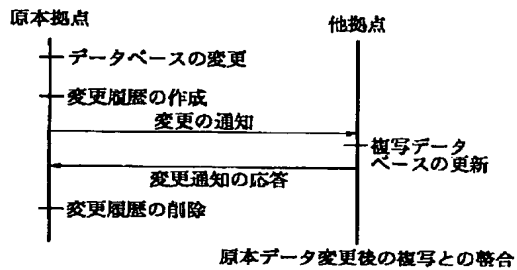 原本拠点
他拠点
データベースの変更
変更履歴の作成
変更の通知
複写データ
ベースの更新
変更通知の応答
変更履歴の削除
原本データ変更後の複写との整合